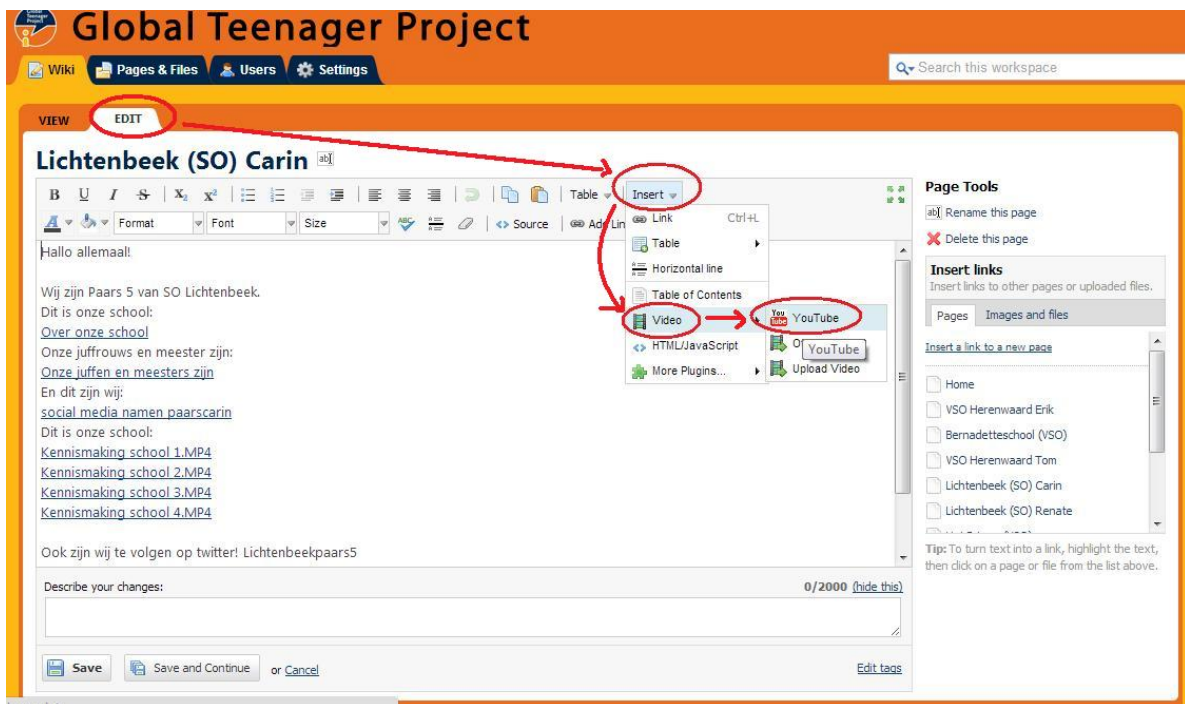 Global Teenager Project
Wiki Pages & Files Users Settings
Search this workspace
VIEW EDIT
Lichtenbeek (SO) Carin
B U I S X₂ x² Table Insert
A Format Font Size ABC Source Add Lin
Link Ctrl+L
Table
Horizontal line
Table of Contents
Video
HTML/JavaScript
More Plugins...
You Tube YouTube
YouTube
Upload Video
Hallo allemaal!
Wij zijn Paars 5 van SO Lichtenbeek.
Dit is onze school:
Over onze school
Onze juffrouws en meester zijn:
Onze juffen en meesters zijn
En dit zijn wij:
social media namen paarscarin
Dit is onze school:
Kennismaking school 1.MP4
Kennismaking school 2.MP4
Kennismaking school 3.MP4
Kennismaking school 4.MP4
Ook zijn wij te volgen op twitter! Lichtenbeekpaars5
Describe your changes: 0/2000 (hide this)
Save Save and Continue or Cancel Edit tags
Page Tools
Rename this page
Delete this page
Insert links
Insert links to other pages or uploaded files.
Pages Images and files
Insert a link to a new page
Home
VSO Herenwaard Erik
Bernadetteschool (VSO)
VSO Herenwaard Tom
Lichtenbeek (SO) Carin
Lichtenbeek (SO) Renate
Tip: To turn text into a link, highlight the text,
then click on a page or file from the list above.